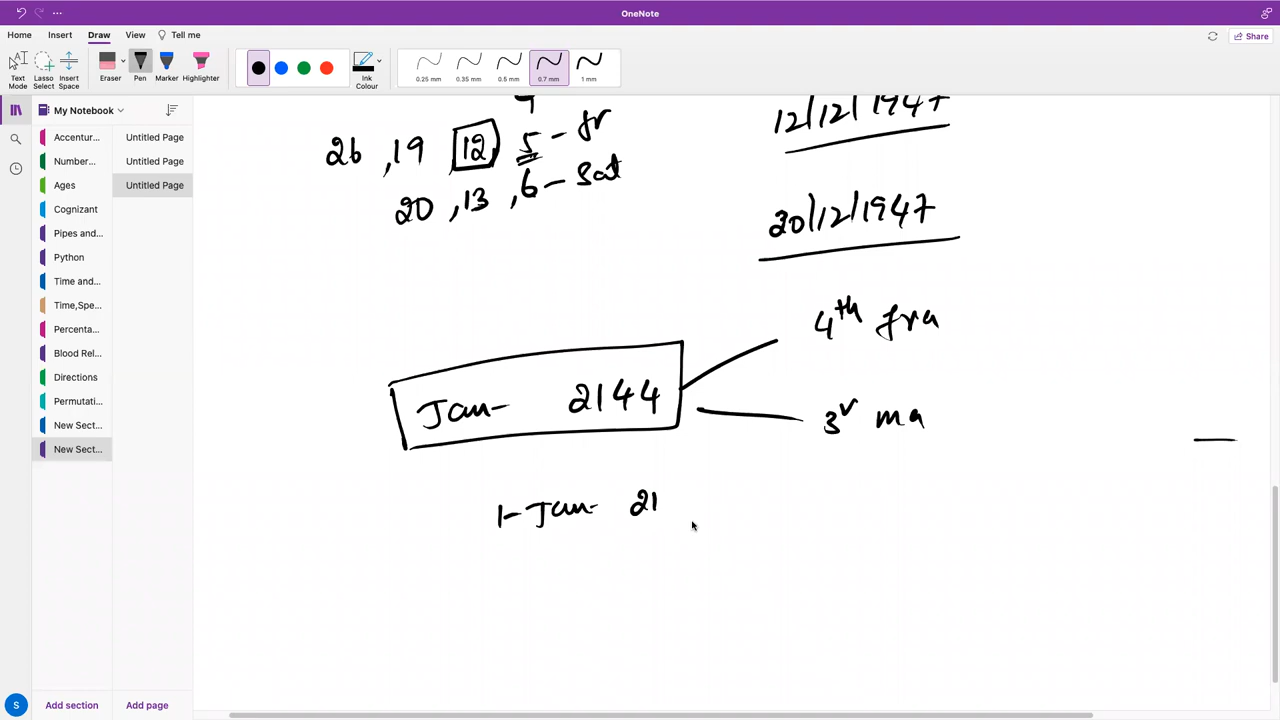 OneNote
Home Insert Draw View Tell me
Share
Text Mode
Lasso Select
Insert Space
Eraser
Pen
Marker
Highlighter
Ink Colour
0.25 mm 0.35 mm 0.5 mm 0.7 mm 1 mm
My Notebook
Accentur...
Number...
Ages
Cognizant
Pipes and...
Python
Time and...
Time,Spe...
Percenta...
Blood Rel...
Directions
Permutati...
New Sect...
New Sect...
Untitled Page
Untitled Page
Untitled Page
12/12/1947
26 ,19 12 5 - fr
20 ,13 ,6 - Sat
20/12/1947
4th
Jan- 2144
3r ma
1- Jan- 21
S
Add section
Add page